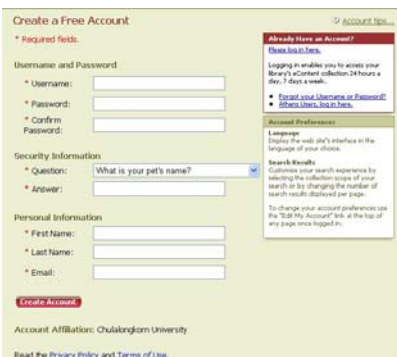 Create a Free Account
Account tips...
* Required fields.
Username and Password
* Username:
* Password:
* Confirm
Password:
Security Information
* Question: What is your pet's name?
* Answer:
Personal Information
* First Name:
* Last Name:
* Email:
Create Account
Account Affiliation: Chulalongkorn University
Read the Privacy Policy and Terms of Use.
Already Have an Account?
Please log in here.
Logging in enables you to access your
library's eContent collection 24 hours a
day, 7 days a week.
Forgot your Username or Password?
Athens Users, log in here.
Account Preferences
Language
Display the web site's interface in the
language of your choice.
Search Results
Customise your search experience by
selecting the collection scope of your
search or by changing the number of
search results displayed per page.
To change your account preferences use
the "Edit My Account" link at the top of
any page once logged in.